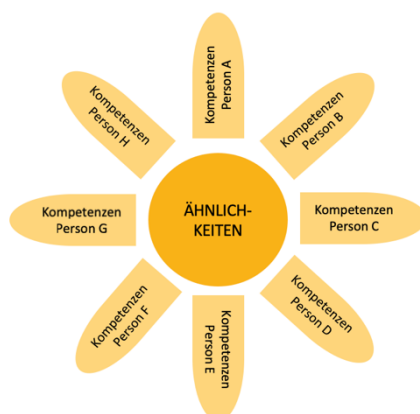 Kompetenzen
Person A
Kompetenzen
Person B
Kompetenzen
Person C
Kompetenzen
Person D
Kompetenzen
Person E
Kompetenzen
Person F
Kompetenzen
Person G
Kompetenzen
Person H
ÄHNLICH-
KEITEN